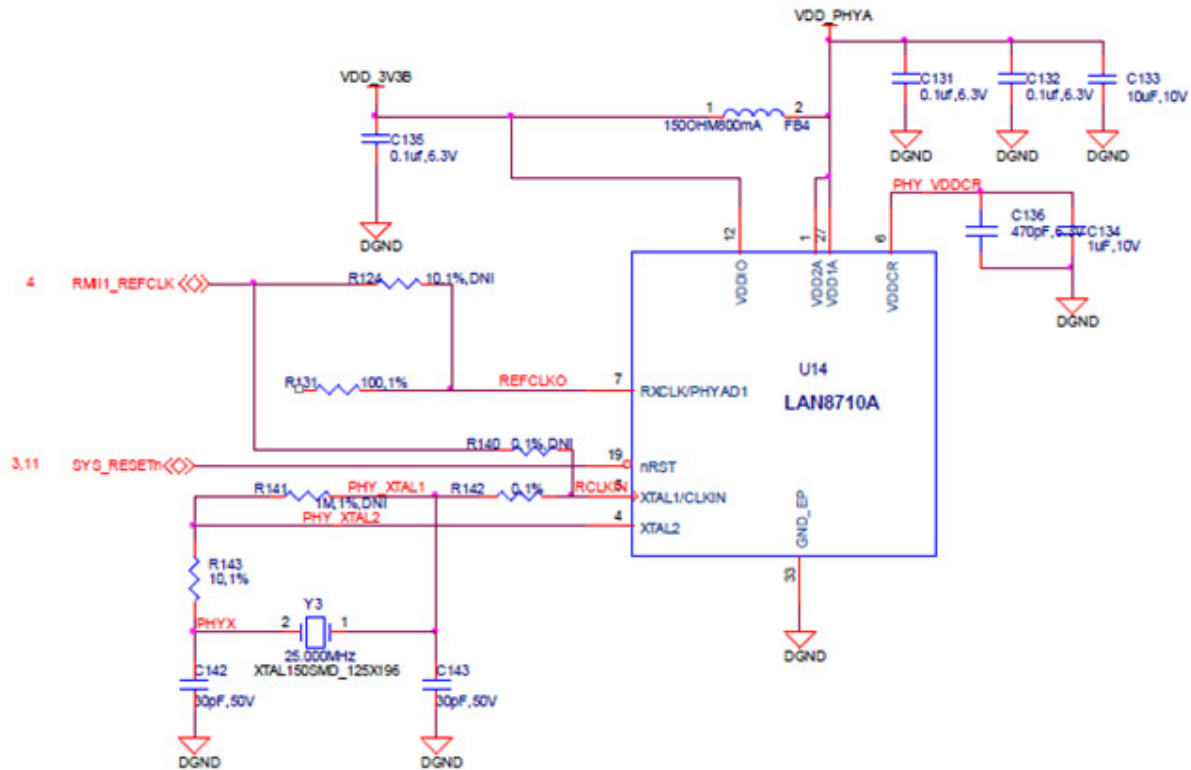 VDD_PHYA
VDD_3V3B
C131
0.1uf,6.3V
C132
0.1uf,6.3V
C133
10uF,10V
1
2
150OHM800mA
FB4
C135
0.1uf,6.3V
DGND
DGND
DGND
DGND
PHY_VDDCR
C136
470pF,6.3V
C134
1uF,10V
DGND
12
1
27
6
VDDIO
VDD2A
VDD1A
VDDCR
4
RMII1_REFCLK
R124
10,1%,DNI
U14
LAN8710A
R131
100,1%
REFCLKO
7
RXCLK/PHYAD1
R140
0,1%,DNI
3,11
SYS_RESETn
19
nRST
R141
1M,1%,DNI
PHY_XTAL1
R142
0,1%
RCLKIN
5
XTAL1/CLKIN
PHY_XTAL2
4
XTAL2
GND_EP
33
R143
10,1%
Y3
PHYX
2
1
25.000MHz
XTAL150SMD_125X196
C142
30pF,50V
C143
30pF,50V
DGND
DGND
DGND